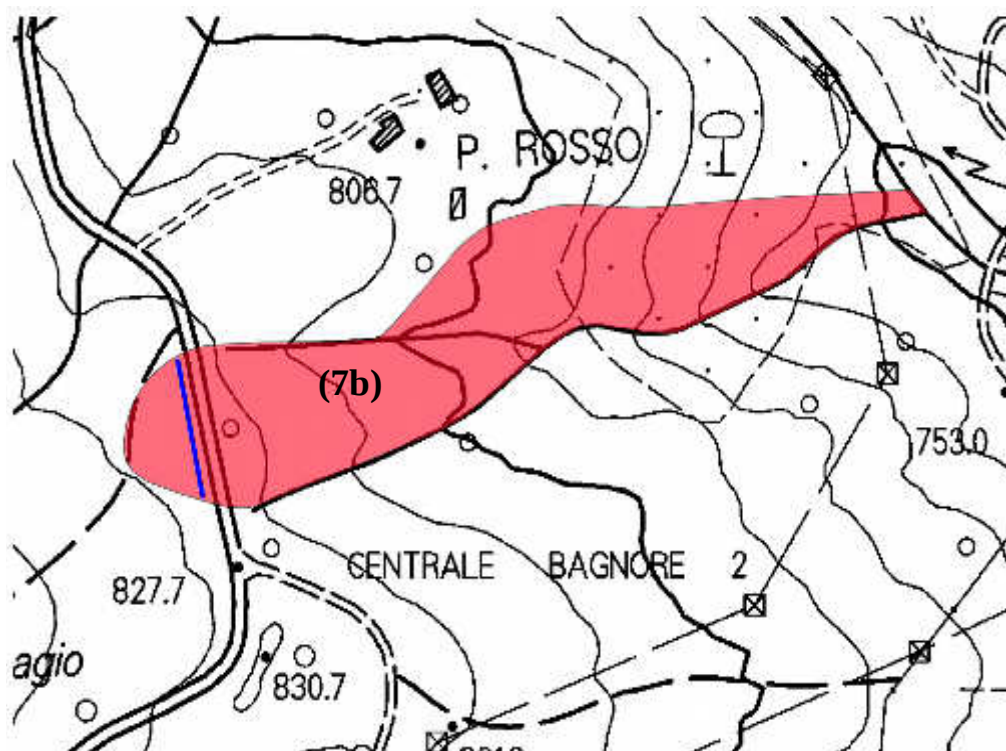 P. ROSSO
806.7
(7b)
753.0
CENTRALE BAGNORE 2
827.7
agio
830.7